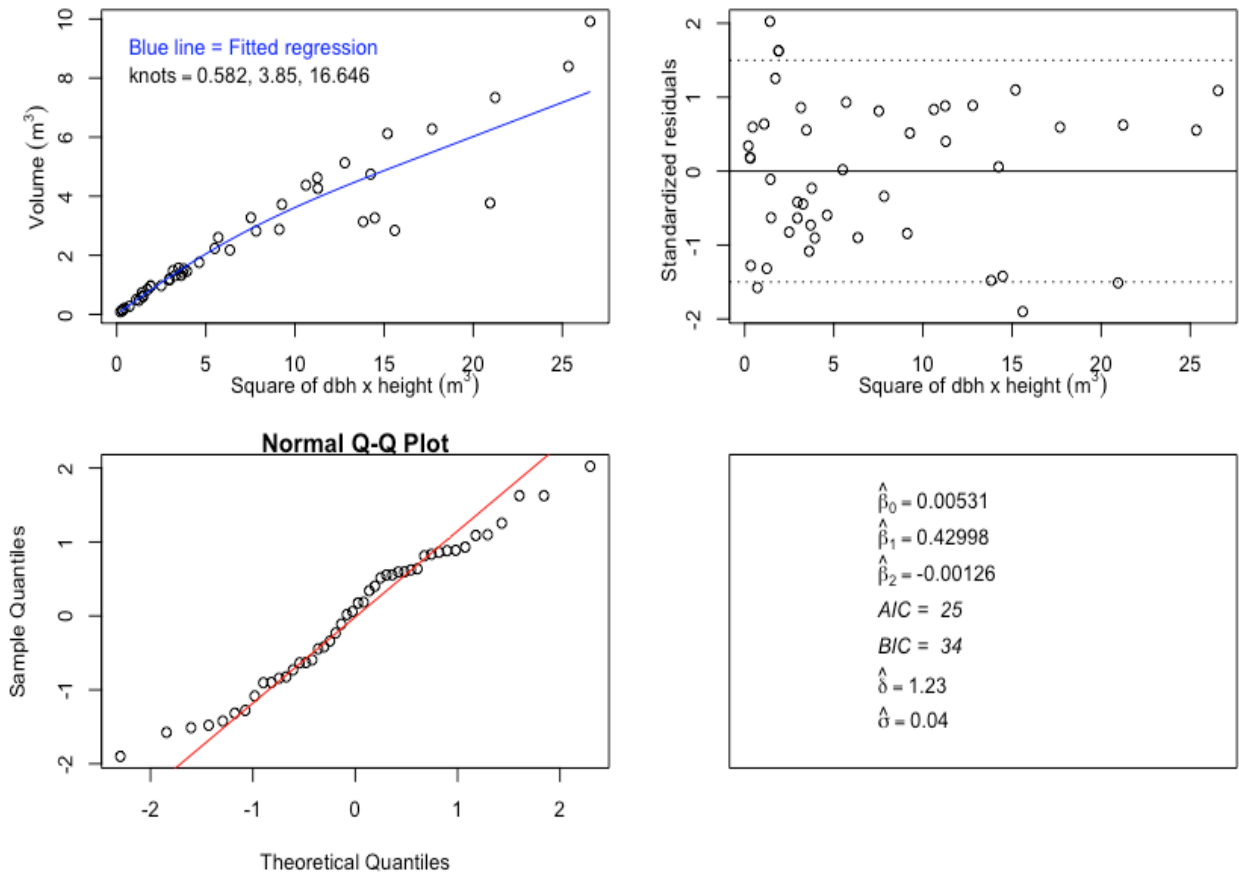 Blue line = Fitted regression
knots = 0.582, 3.85, 16.646
Volume (m³)
0
2
4
6
8
10
0 5 10 15 20 25
Square of dbh x height (m³)
Standardized residuals
-2
-1
0
1
2
0 5 10 15 20 25
Square of dbh x height (m³)
Normal Q-Q Plot
Sample Quantiles
-2
-1
0
1
2
-2 -1 0 1 2
Theoretical Quantiles
β̂₀ = 0.00531
β̂₁ = 0.42998
β̂₂ = -0.00126
AIC = 25
BIC = 34
δ̂ = 1.23
σ̂ = 0.04